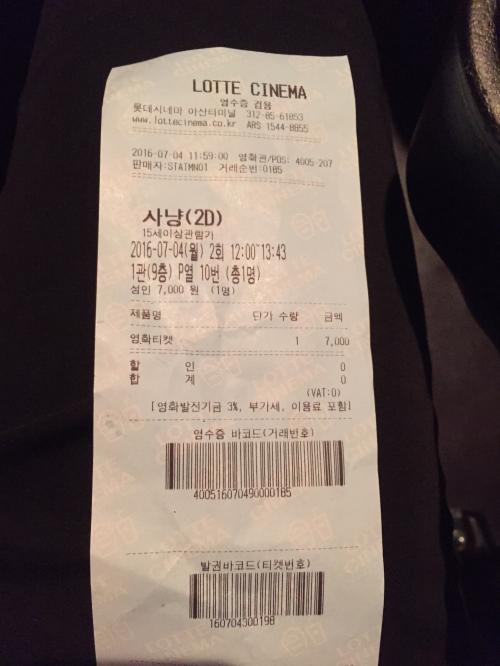 LOTTE CINEMA
영수증 겸용
롯데시네마 아산터미널 312-85-61853
www.lottecinema.co.kr ARS 1544-8855
2016-07-04 11:59:00 영화관/POS: 4005-207
판매자:STATMN01 거래순번:0185
사냥(2D)
15세이상관람가
2016-07-04(월) 2회 12:00~13:43
1관(9층) P열 10번 (총1명)
성인 7,000 원 (1명)
제품명 단가 수량 금액
영화티켓 1 7,000
할 인 0
합 계 0
(VAT:0)
[영화발전기금 3%, 부가세, 이용료 포함]
영수증 바코드(거래번호)
400516070490000185
발권바코드(티켓번호)
160704300198